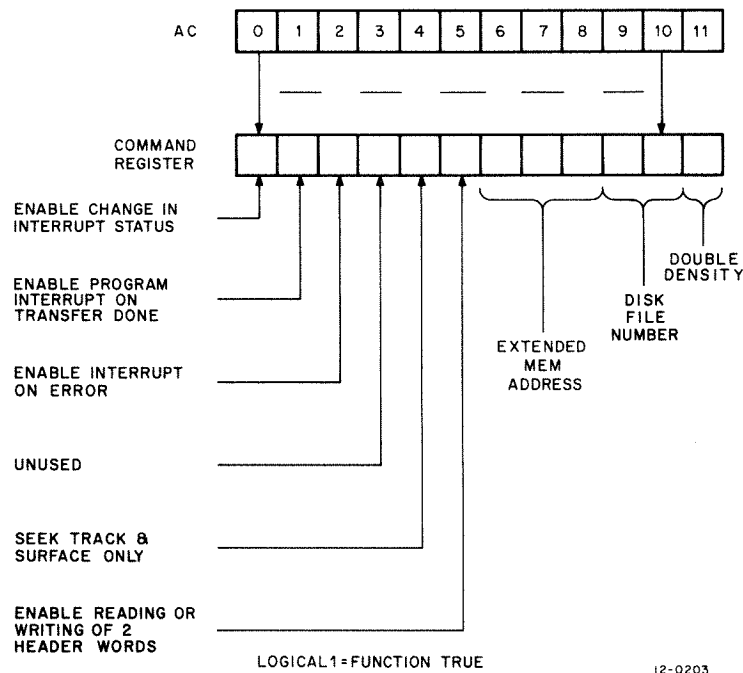 AC 0 1 2 3 4 5 6 7 8 9 10 11
COMMAND
REGISTER
ENABLE CHANGE IN
INTERRUPT STATUS
ENABLE PROGRAM
INTERRUPT ON
TRANSFER DONE
ENABLE INTERRUPT
ON ERROR
UNUSED
SEEK TRACK &
SURFACE ONLY
ENABLE READING OR
WRITING OF 2
HEADER WORDS
EXTENDED
MEM
ADDRESS
DISK
FILE
NUMBER
DOUBLE
DENSITY
LOGICAL 1=FUNCTION TRUE
12-0203